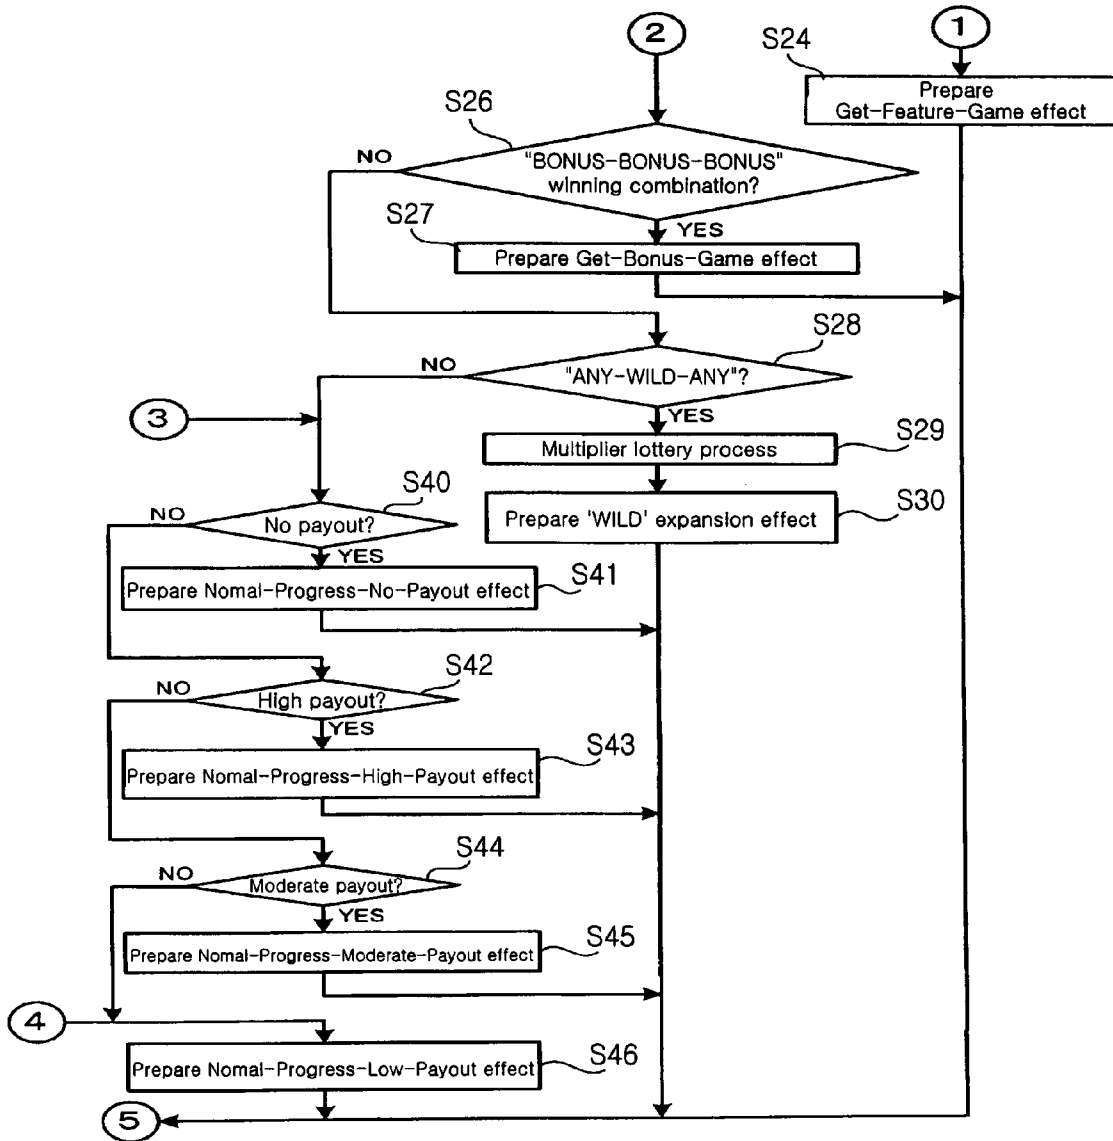 2
1
S24
Prepare
Get-Feature-Game effect
S26
NO
"BONUS-BONUS-BONUS"
winning combination?
S27
YES
Prepare Get-Bonus-Game effect
S28
NO
"ANY-WILD-ANY"?
3
YES
S29
Multiplier lottery process
S40
NO
No payout?
S30
Prepare 'WILD' expansion effect
YES
S41
Prepare Nomal-Progress-No-Payout effect
S42
NO
High payout?
YES
S43
Prepare Nomal-Progress-High-Payout effect
S44
NO
Moderate payout?
YES
S45
Prepare Nomal-Progress-Moderate-Payout effect
4
S46
Prepare Nomal-Progress-Low-Payout effect
5